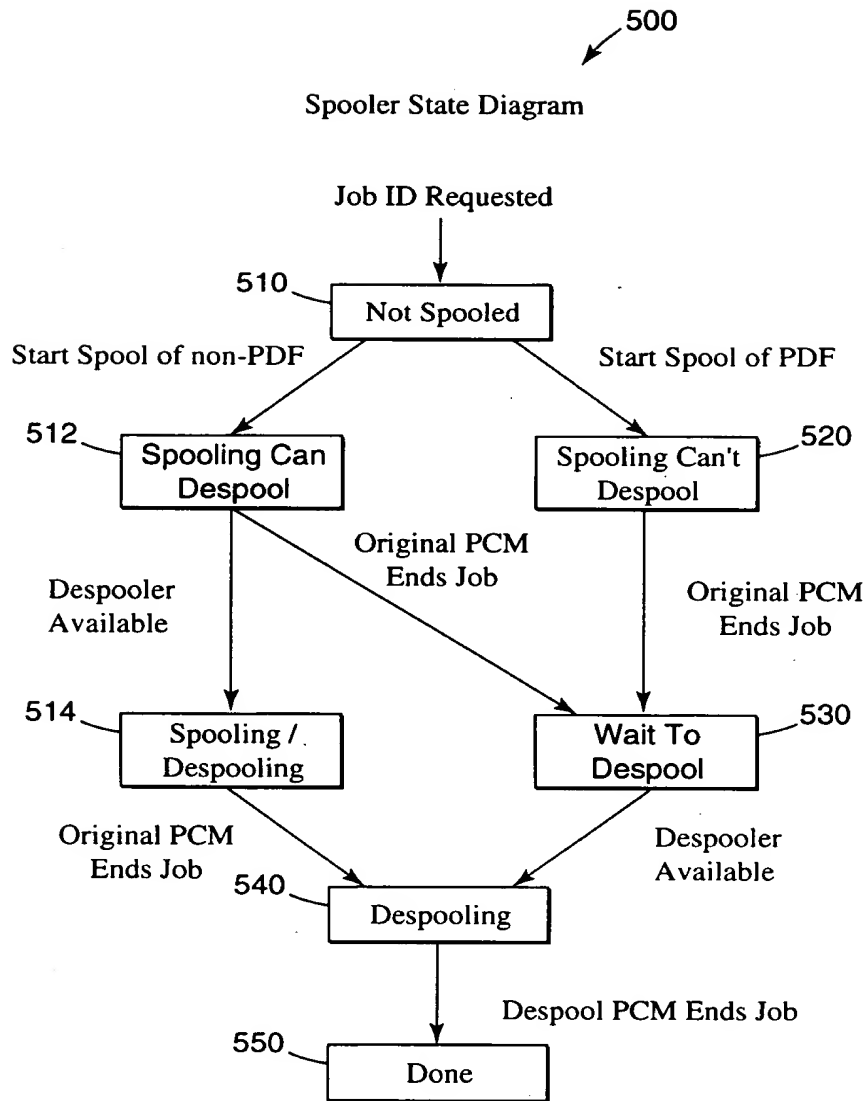 500
Spooler State Diagram
Job ID Requested
510
Not Spooled
Start Spool of non-PDF
Start Spool of PDF
512
Spooling Can
Despool
520
Spooling Can't
Despool
Original PCM
Ends Job
Despooler
Available
Original PCM
Ends Job
514
Spooling /
Despooling
530
Wait To
Despool
Original PCM
Ends Job
Despooler
Available
540
Despooling
Despool PCM Ends Job
550
Done